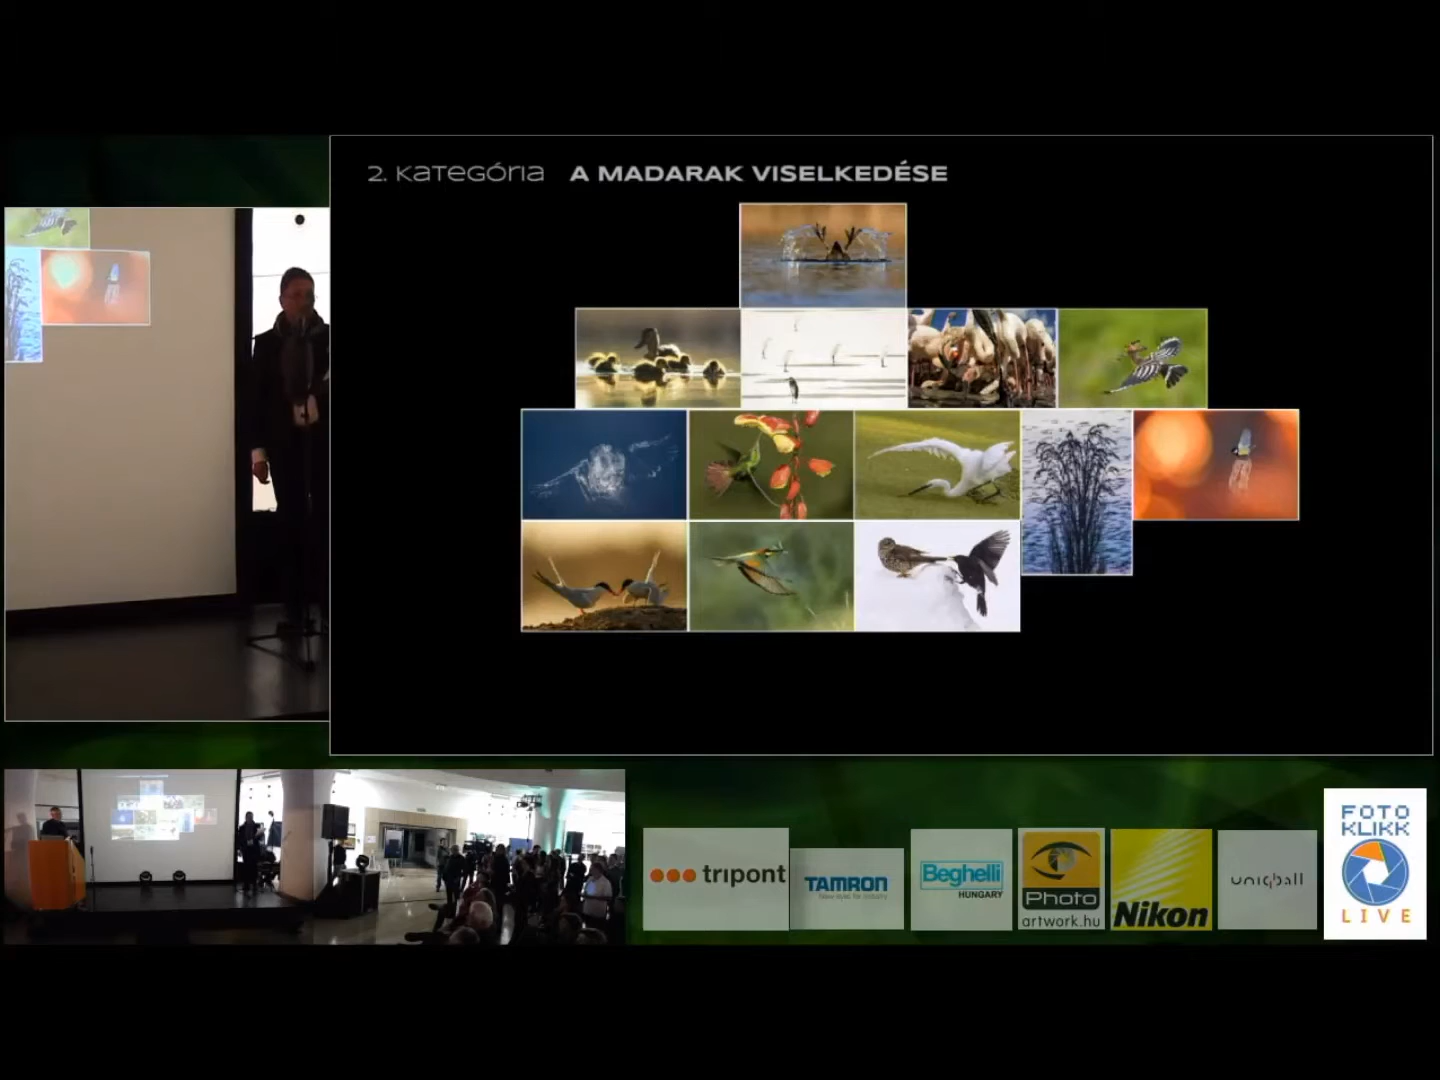 2. Kategória A MADARAK VISELKEDÉSE
tripont
TAMRON
Beghelli
HUNGARY
Photo
artwork.hu
Nikon
uniqball
FOTO
KLIKK
LIVE